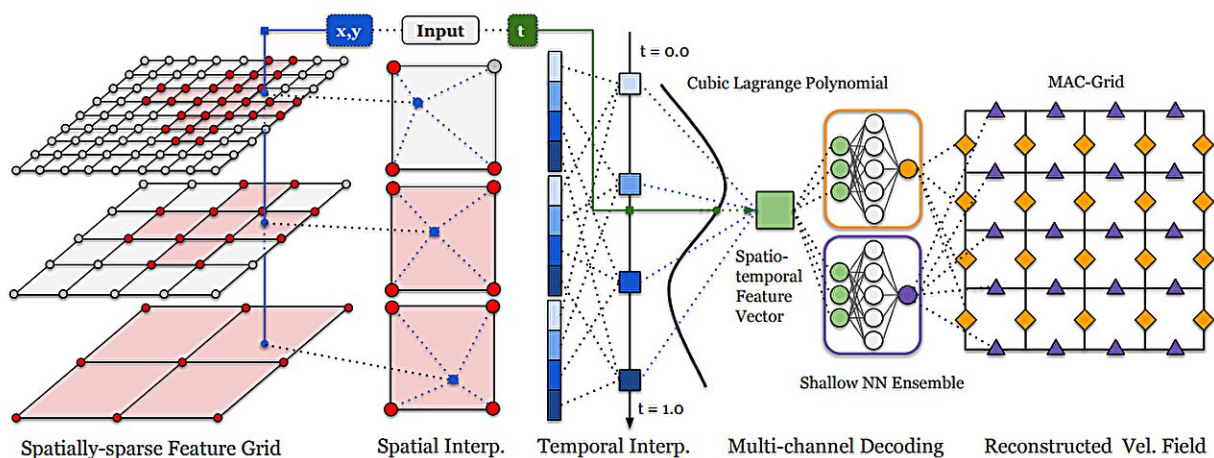 x,y
Input
t
t = 0.0
Cubic Lagrange Polynomial
MAC-Grid
Spatio-
temporal
Feature
Vector
Shallow NN Ensemble
t = 1.0
Spatially-sparse Feature Grid
Spatial Interp.
Temporal Interp.
Multi-channel Decoding
Reconstructed Vel. Field